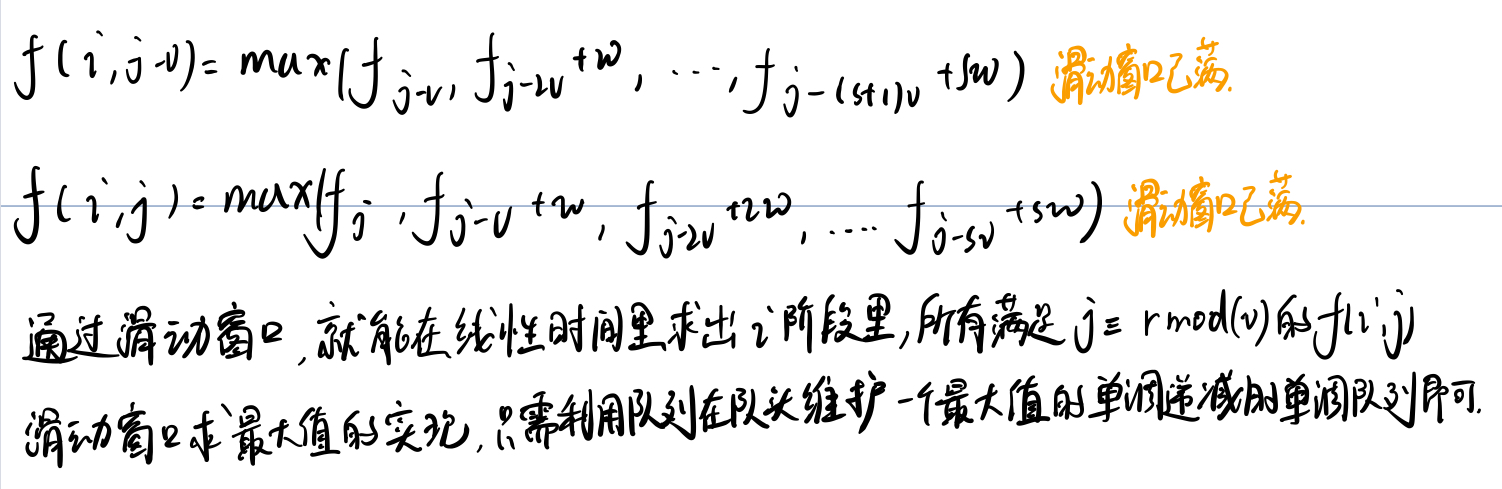 f(i,j-v)= max(f_{j-v}, f_{j-2v}+w, ..., f_{j-(s+1)v}+sw) 滑动窗口已满.
f(i,j)= max(f_j, f_{j-v}+w, f_{j-2v}+2w, .... f_{j-sv}+sw) 滑动窗口已满.
通过滑动窗口,就能在线性时间里求出i阶段里,所有满足 j≡ r mod(v)的f(i,j)
滑动窗口求最大值的实现,只需利用队列在队头维护一个最大值的单调递减的单调队列即可.